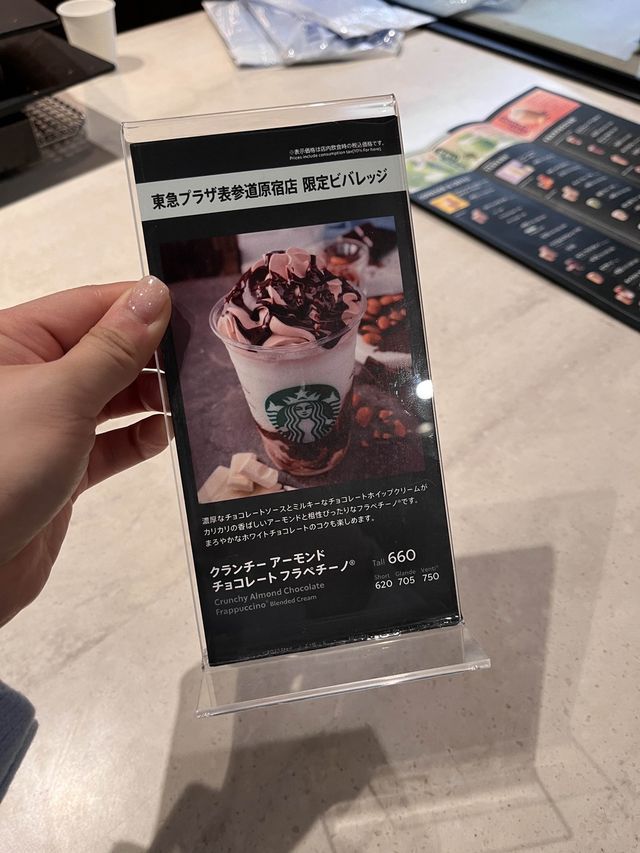 ※表示価格は店内飲食時の税込価格です。
Prices include consumption tax(10% for here).
東急プラザ表参道原宿店 限定ビバレッジ
濃厚なチョコレートソースとミルキーなチョコレートホイップクリームが
カリカリの香ばしいアーモンドと相性ぴったりなフラペチーノ®です。
まろやかなホワイトチョコレートのコクも楽しめます。
クランチー アーモンド
チョコレート フラペチーノ®
Crunchy Almond Chocolate
Frappuccino® Blended Cream
Tall 660
Short Glande Venti®
620 705 750